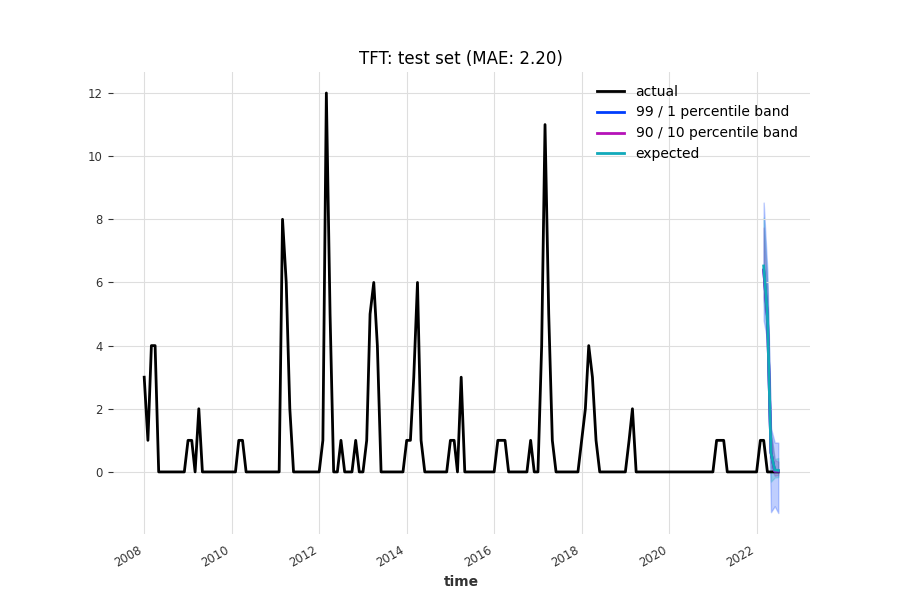 TFT: test set (MAE: 2.20)
actual
99 / 1 percentile band
90 / 10 percentile band
expected
12
10
8
6
4
2
0
2008
2010
2012
2014
2016
2018
2020
2022
time